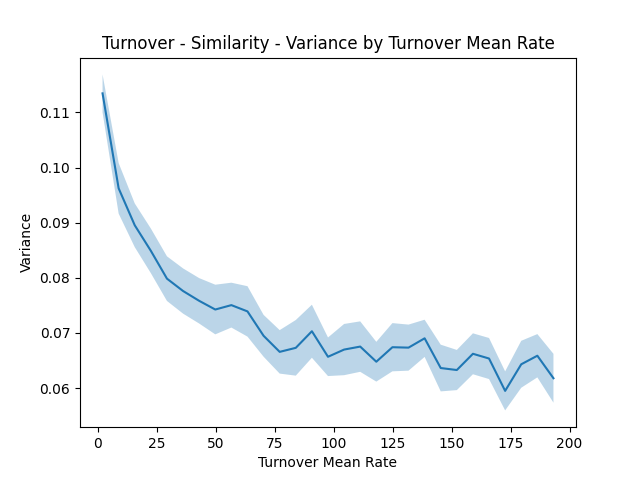 Turnover - Similarity - Variance by Turnover Mean Rate
0.11
0.10
0.09
0.08
0.07
0.06
Variance
0 25 50 75 100 125 150 175 200
Turnover Mean Rate